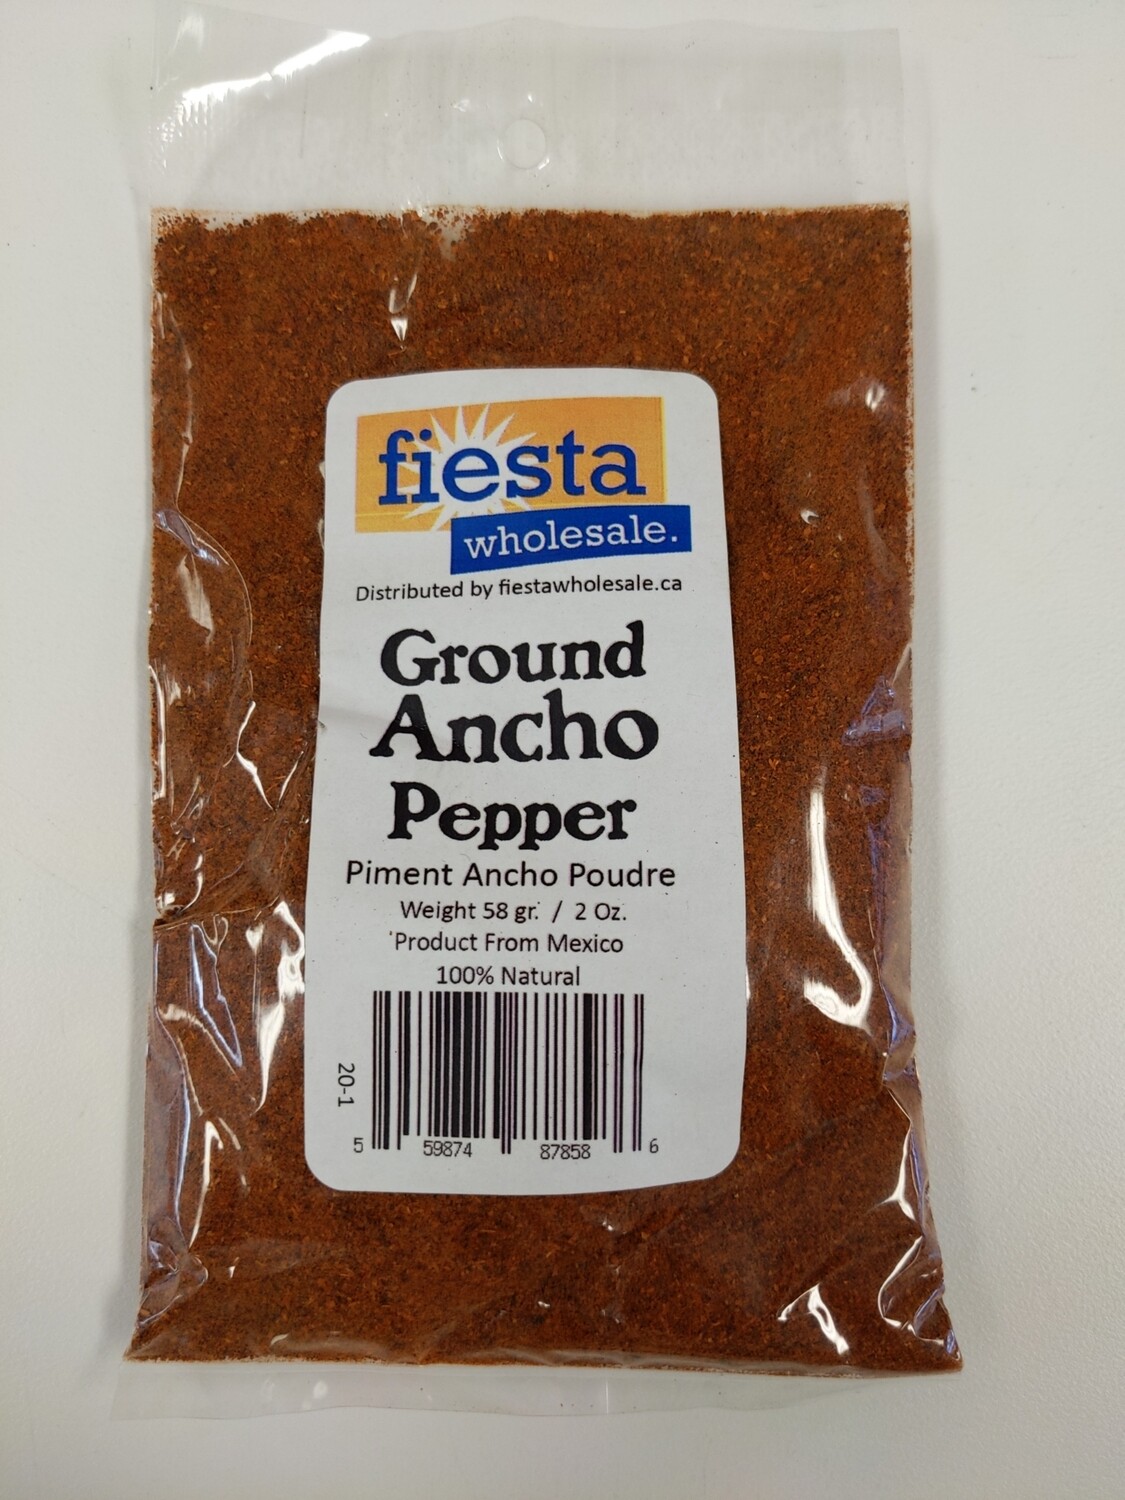 fiesta
wholesale.
Distributed by fiestawholesale.ca
Ground
Ancho
Pepper
Piment Ancho Poudre
Weight 58 gr. / 2 Oz.
Product From Mexico
100% Natural
20-1
5 59874 87858 6